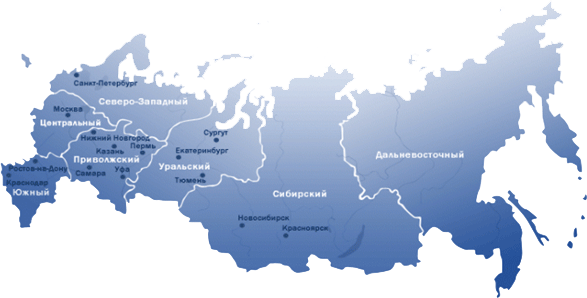 Санкт-Петербург
Северо-Западный
Москва
Центральный
Нижний Новгород
Казань
Пермь
Приволжский
Самара
Уфа
Сургут
Екатеринбург
Уральский
Тюмень
Ростов-на-Дону
Краснодар
Южный
Сибирский
Новосибирск
Красноярск
Дальневосточный